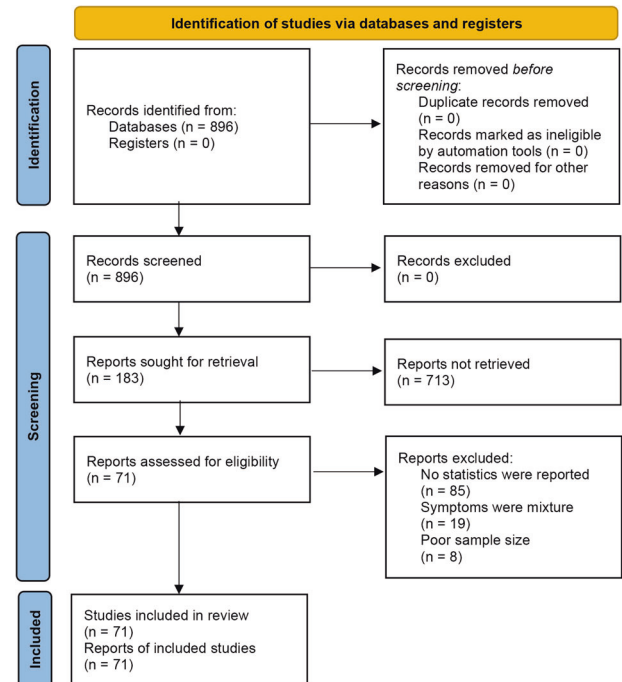 Identification of studies via databases and registers
Identification
Records identified from:
Databases (n = 896)
Registers (n = 0)
Records removed before
screening:
Duplicate records removed
(n = 0)
Records marked as ineligible
by automation tools (n = 0)
Records removed for other
reasons (n = 0)
Screening
Records screened
(n = 896)
Records excluded
(n = 0)
Reports sought for retrieval
(n = 183)
Reports not retrieved
(n = 713)
Reports assessed for eligibility
(n = 71)
Reports excluded:
No statistics were reported
(n = 85)
Symptoms were mixture
(n = 19)
Poor sample size
(n = 8)
Included
Studies included in review
(n = 71)
Reports of included studies
(n = 71)